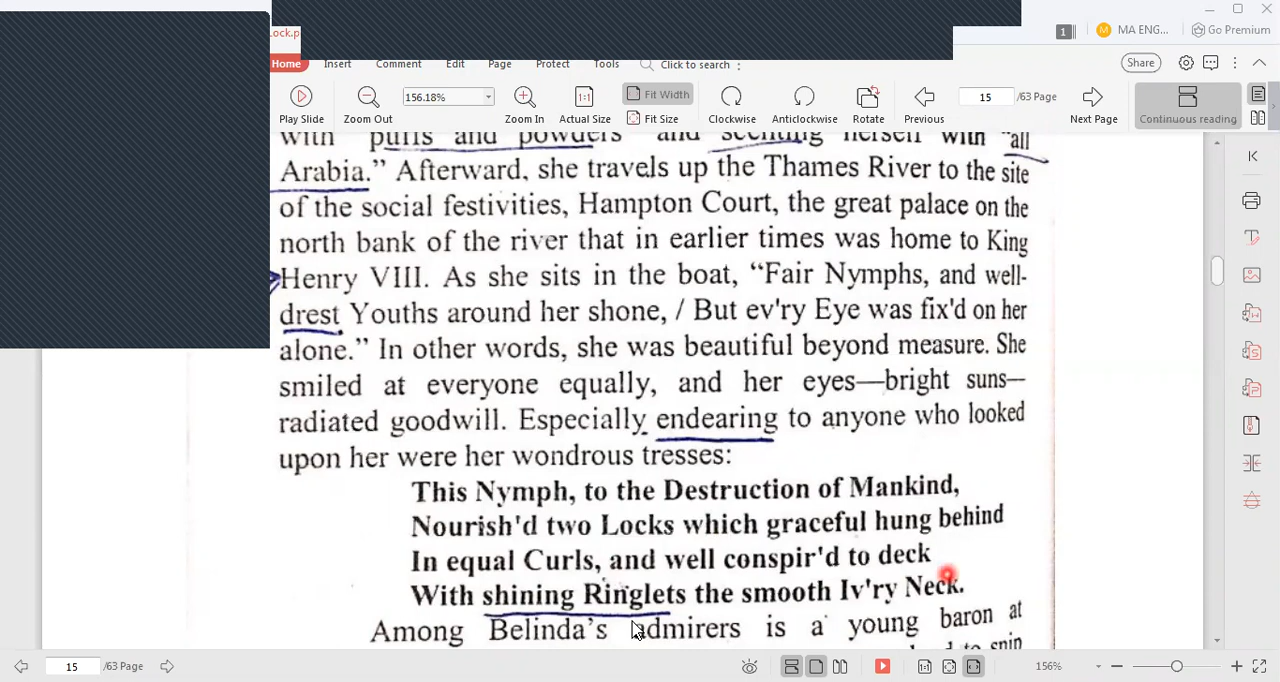 ock.p
1 MA ENG... Go Premium
Home Insert Comment Edit Page Protect Tools Click to search Share
156.18% 1:1 Fit Width 15 /63 Page
Play Slide Zoom Out Zoom In Actual Size Fit Size Clockwise Anticlockwise Rotate Previous Next Page Continuous reading
with puffs and powders and scenting herself with "all
Arabia." Afterward, she travels up the Thames River to the site
of the social festivities, Hampton Court, the great palace on the
north bank of the river that in earlier times was home to King
Henry VIII. As she sits in the boat, "Fair Nymphs, and well-
drest Youths around her shone, / But ev'ry Eye was fix'd on her
alone." In other words, she was beautiful beyond measure. She
smiled at everyone equally, and her eyes—bright suns—
radiated goodwill. Especially endearing to anyone who looked
upon her were her wondrous tresses:
This Nymph, to the Destruction of Mankind,
Nourish'd two Locks which graceful hung behind
In equal Curls, and well conspir'd to deck
With shining Ringlets the smooth Iv'ry Neck.
Among Belinda's admirers is a young baron at
to snip
15 /63 Page 156%